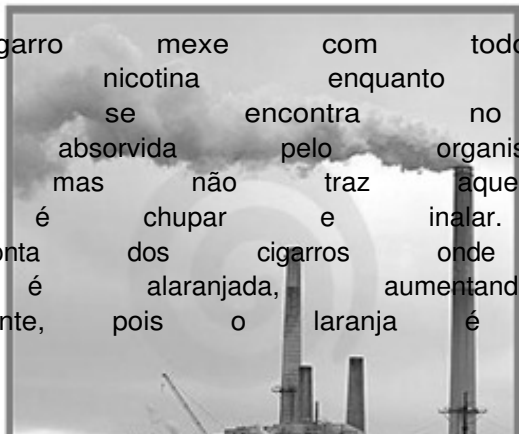 garro mexe com todo
nicotina enquanto
se encontra no
absorvida pelo organis
mas não traz aque
é chupar e inalar.
onta dos cigarros onde
é alaranjada, aumentand
nte, pois o laranja é